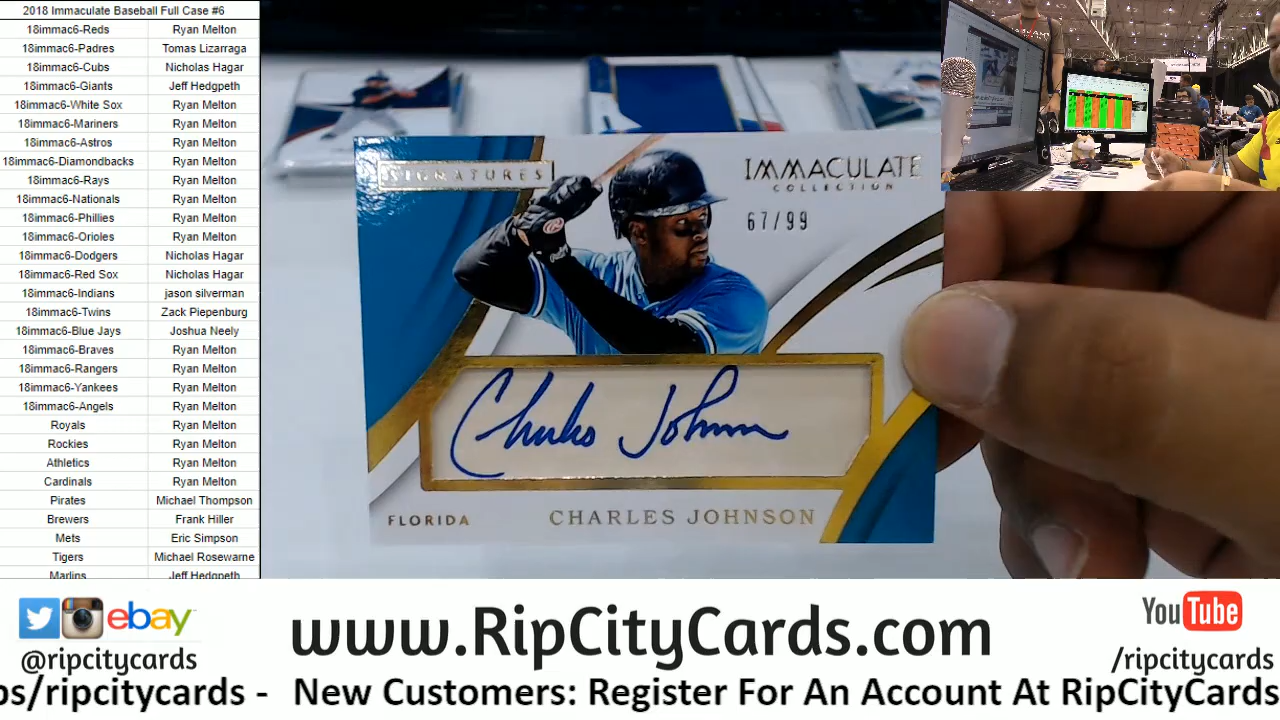 2018 Immaculate Baseball Full Case #6
18immac6-Reds Ryan Melton
18immac6-Padres Tomas Lizarraga
18immac6-Cubs Nicholas Hagar
18immac6-Giants Jeff Hedgpeth
18immac6-White Sox Ryan Melton
18immac6-Mariners Ryan Melton
18immac6-Astros Ryan Melton
18immac6-Diamondbacks Ryan Melton
18immac6-Rays Ryan Melton
18immac6-Nationals Ryan Melton
18immac6-Phillies Ryan Melton
18immac6-Orioles Ryan Melton
18immac6-Dodgers Nicholas Hagar
18immac6-Red Sox Nicholas Hagar
18immac6-Indians jason silverman
18immac6-Twins Zack Piepenburg
18immac6-Blue Jays Joshua Neely
18immac6-Braves Ryan Melton
18immac6-Rangers Ryan Melton
18immac6-Yankees Ryan Melton
18immac6-Angels Ryan Melton
Royals Ryan Melton
Rockies Ryan Melton
Athletics Ryan Melton
Cardinals Ryan Melton
Pirates Michael Thompson
Brewers Frank Hiller
Mets Eric Simpson
Tigers Michael Rosewarne
Marlins Jeff Hedgpeth
SIGNATURES
IMMACULATE
COLLECTION
67/99
Charles Johnson
FLORIDA
CHARLES JOHNSON
ebay
@ripcitycards
www.RipCityCards.com
YouTube
/ripcitycards
os/ripcitycards - New Customers: Register For An Account At RipCityCards